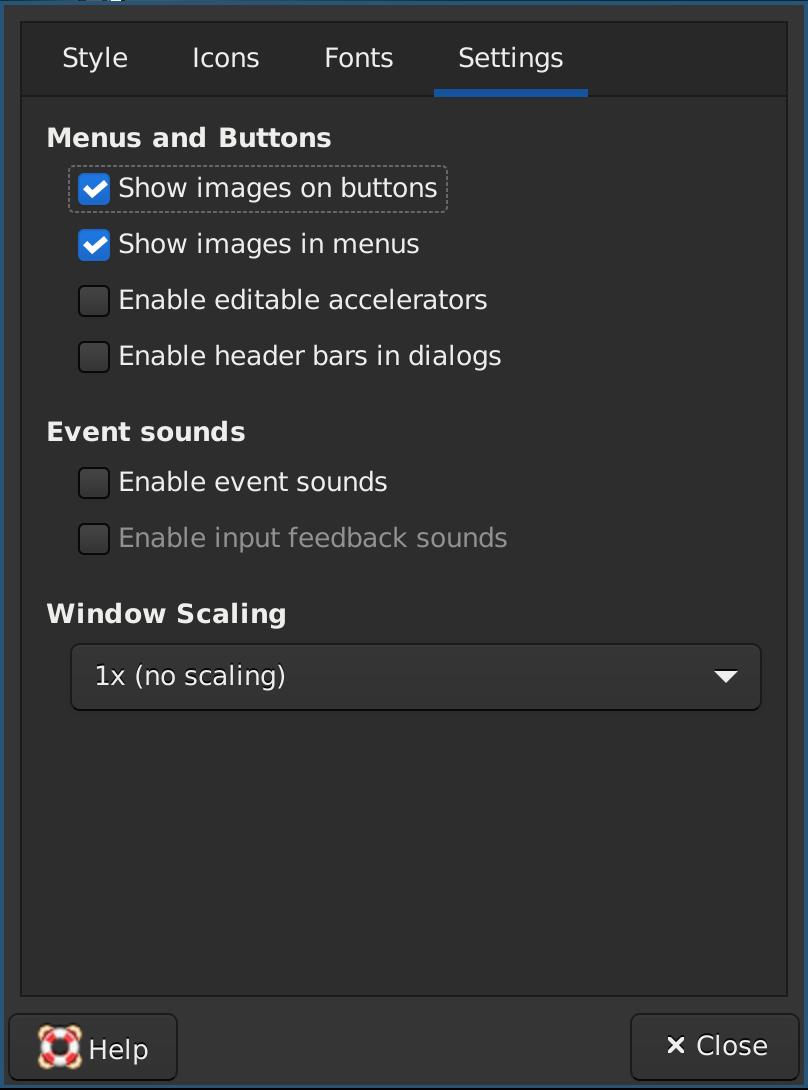 Style Icons Fonts Settings
Menus and Buttons
Show images on buttons
Show images in menus
Enable editable accelerators
Enable header bars in dialogs
Event sounds
Enable event sounds
Enable input feedback sounds
Window Scaling
1x (no scaling)
Help Close